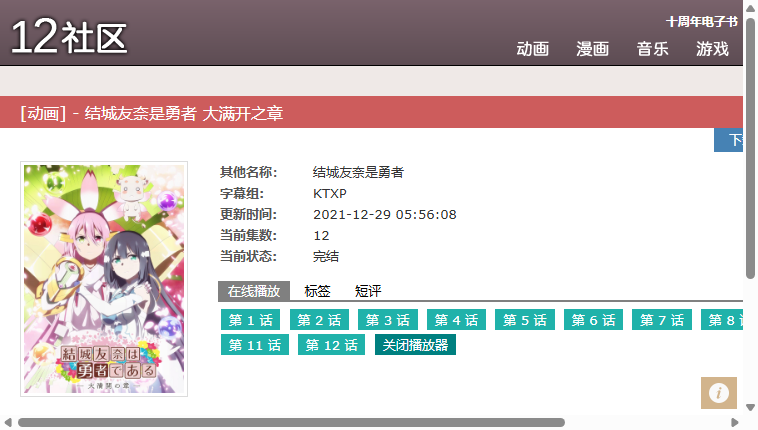 12社区
十周年电子书
动画 漫画 音乐 游戏
[动画] - 结城友奈是勇者 大满开之章
下
其他名称： 结城友奈是勇者
字幕组： KTXP
更新时间： 2021-12-29 05:56:08
当前集数： 12
当前状态： 完结
在线播放 标签 短评
第 1 话 第 2 话 第 3 话 第 4 话 第 5 话 第 6 话 第 7 话 第 8
第 11 话 第 12 话 关闭播放器
結城友奈は
勇者である
大満開の章
i